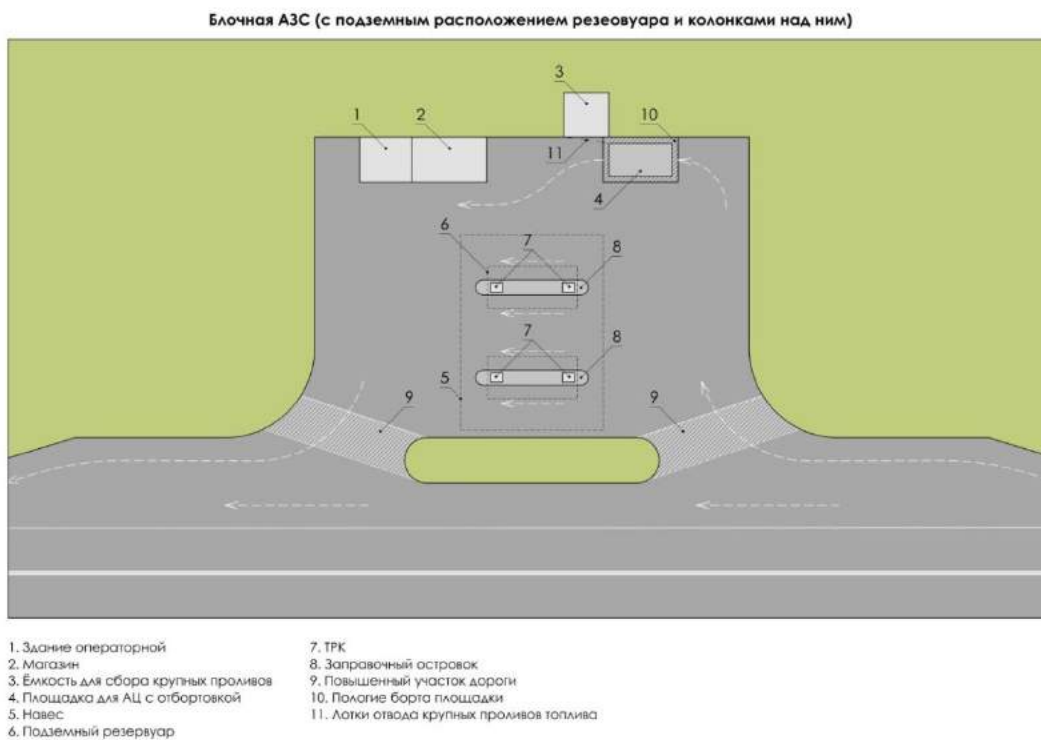 Блочная АЗС (с подземным расположением резеовуара и колонками над ним)
3
1
2
10
11
4
6
7
8
7
8
5
9
9
1. Здание операторной
2. Магазин
3. Ёмкость для сбора крупных проливов
4. Площадка для АЦ с отбортовкой
5. Навес
6. Подземный резервуар
7. ТРК
8. Заправочный островок
9. Повышенный участок дороги
10. Пологие борта площадки
11. Лотки отвода крупных проливов топлива